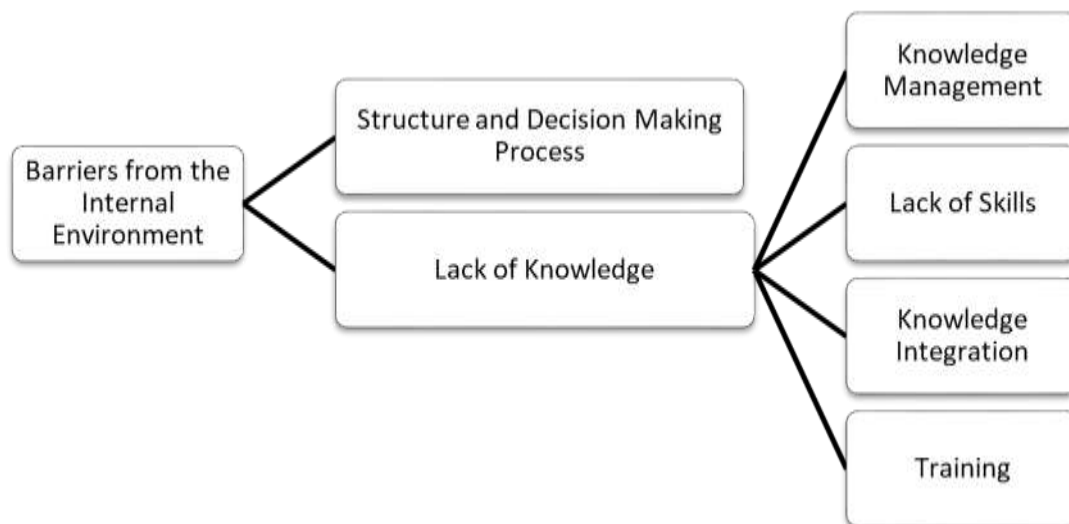 Barriers from the
Internal
Environment
Structure and Decision Making
Process
Lack of Knowledge
Knowledge
Management
Lack of Skills
Knowledge
Integration
Training